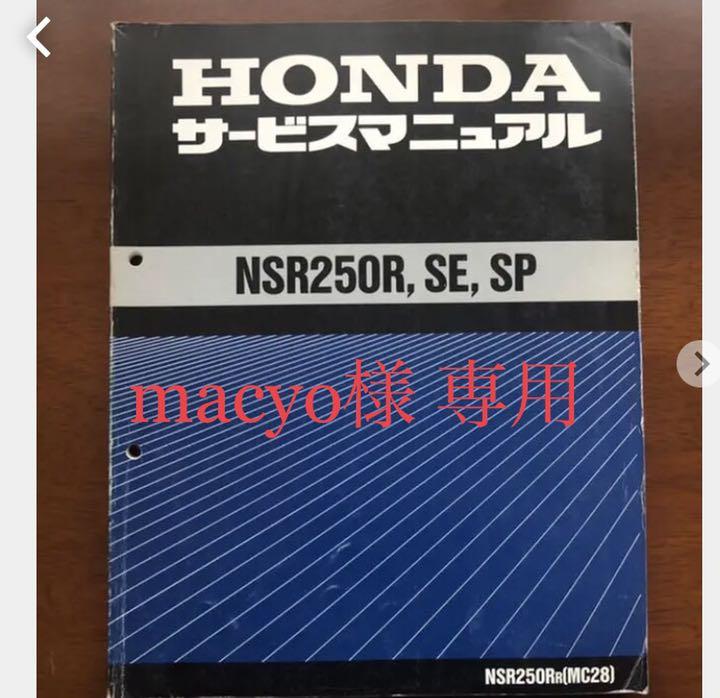 HONDA
サービスマニュアル
NSR250R, SE, SP
macyo様 専用
NSR250RR(MC28)